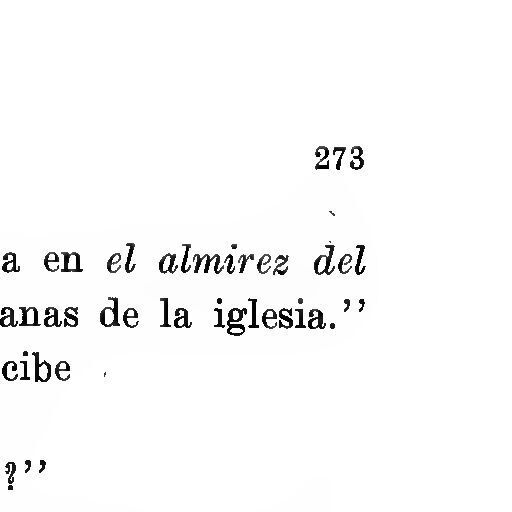 273
a en el almirez del
anas de la iglesia.’’
cibe
?’’